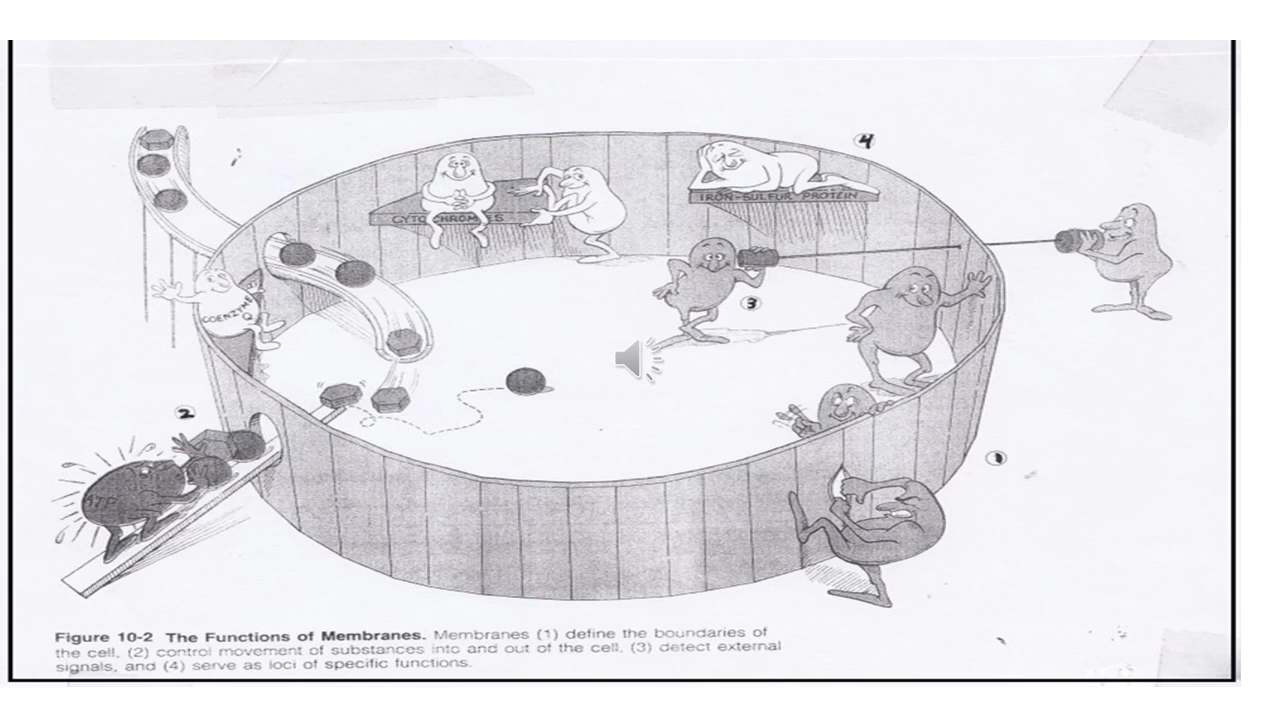 4
CYTOCHROMES
IRON-SULFUR PROTEIN
COENZYME
Q
3
2
ATP
1
Figure 10-2 The Functions of Membranes. Membranes (1) define the boundaries of
the cell, (2) control movement of substances into and out of the cell, (3) detect external
signals, and (4) serve as loci of specific functions.